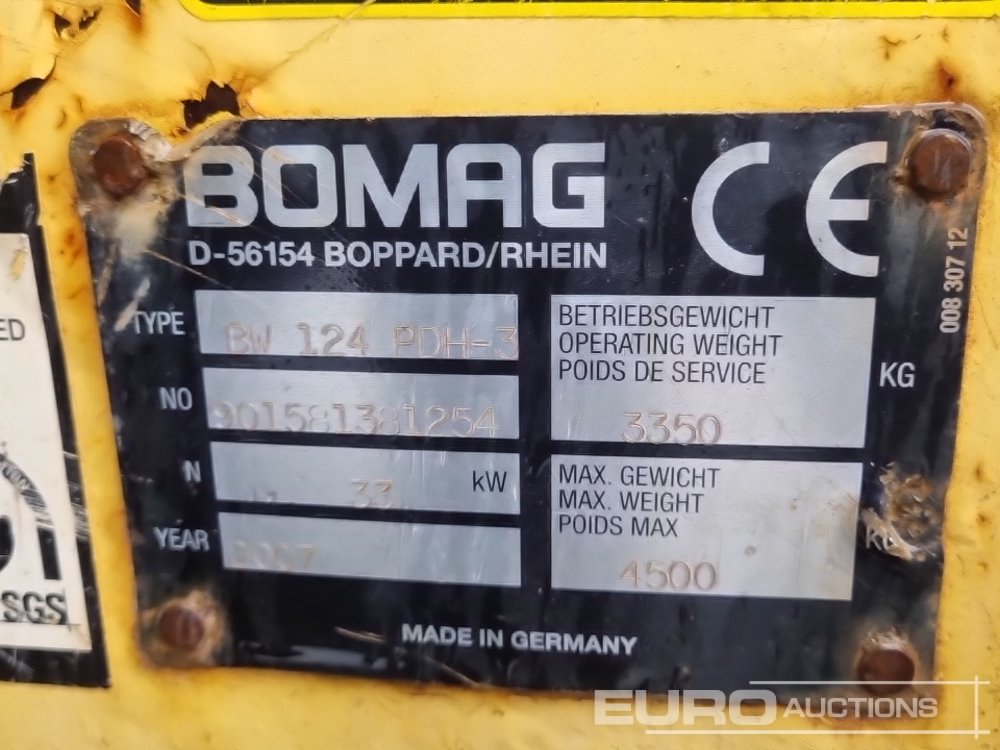 BOMAG
CE
D-56154 BOPPARD/RHEIN
008 307 12
TYPE BW 124 PDH-3
NO 901581381254
N 33 kW
YEAR 2007
BETRIEBSGEWICHT
OPERATING WEIGHT
POIDS DE SERVICE
3350 KG
MAX. GEWICHT
MAX. WEIGHT
POIDS MAX
4500
MADE IN GERMANY
ED
SGS
EURO AUCTIONS